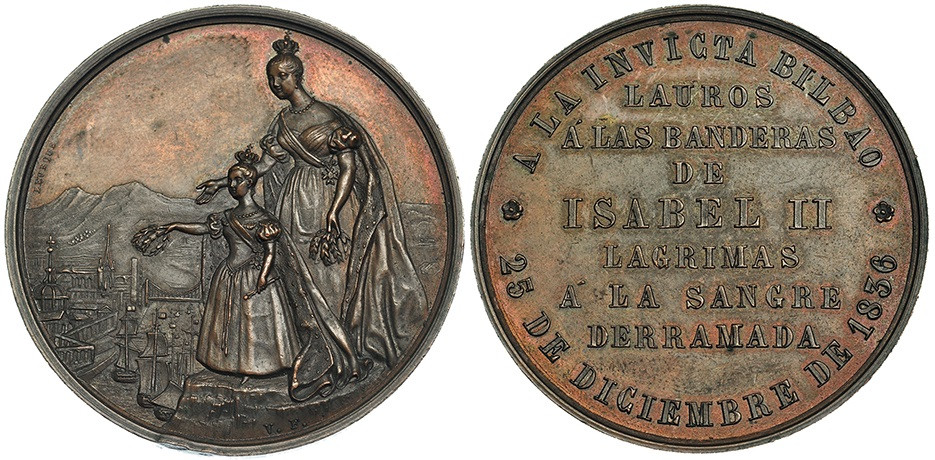 V. F.
A LA INVICTA BILBAO
LAUROS
Á LAS BANDERAS
DE
ISABEL II
LAGRIMAS
A LA SANGRE
DERRAMADA
25 DE DICIEMBRE DE 1836